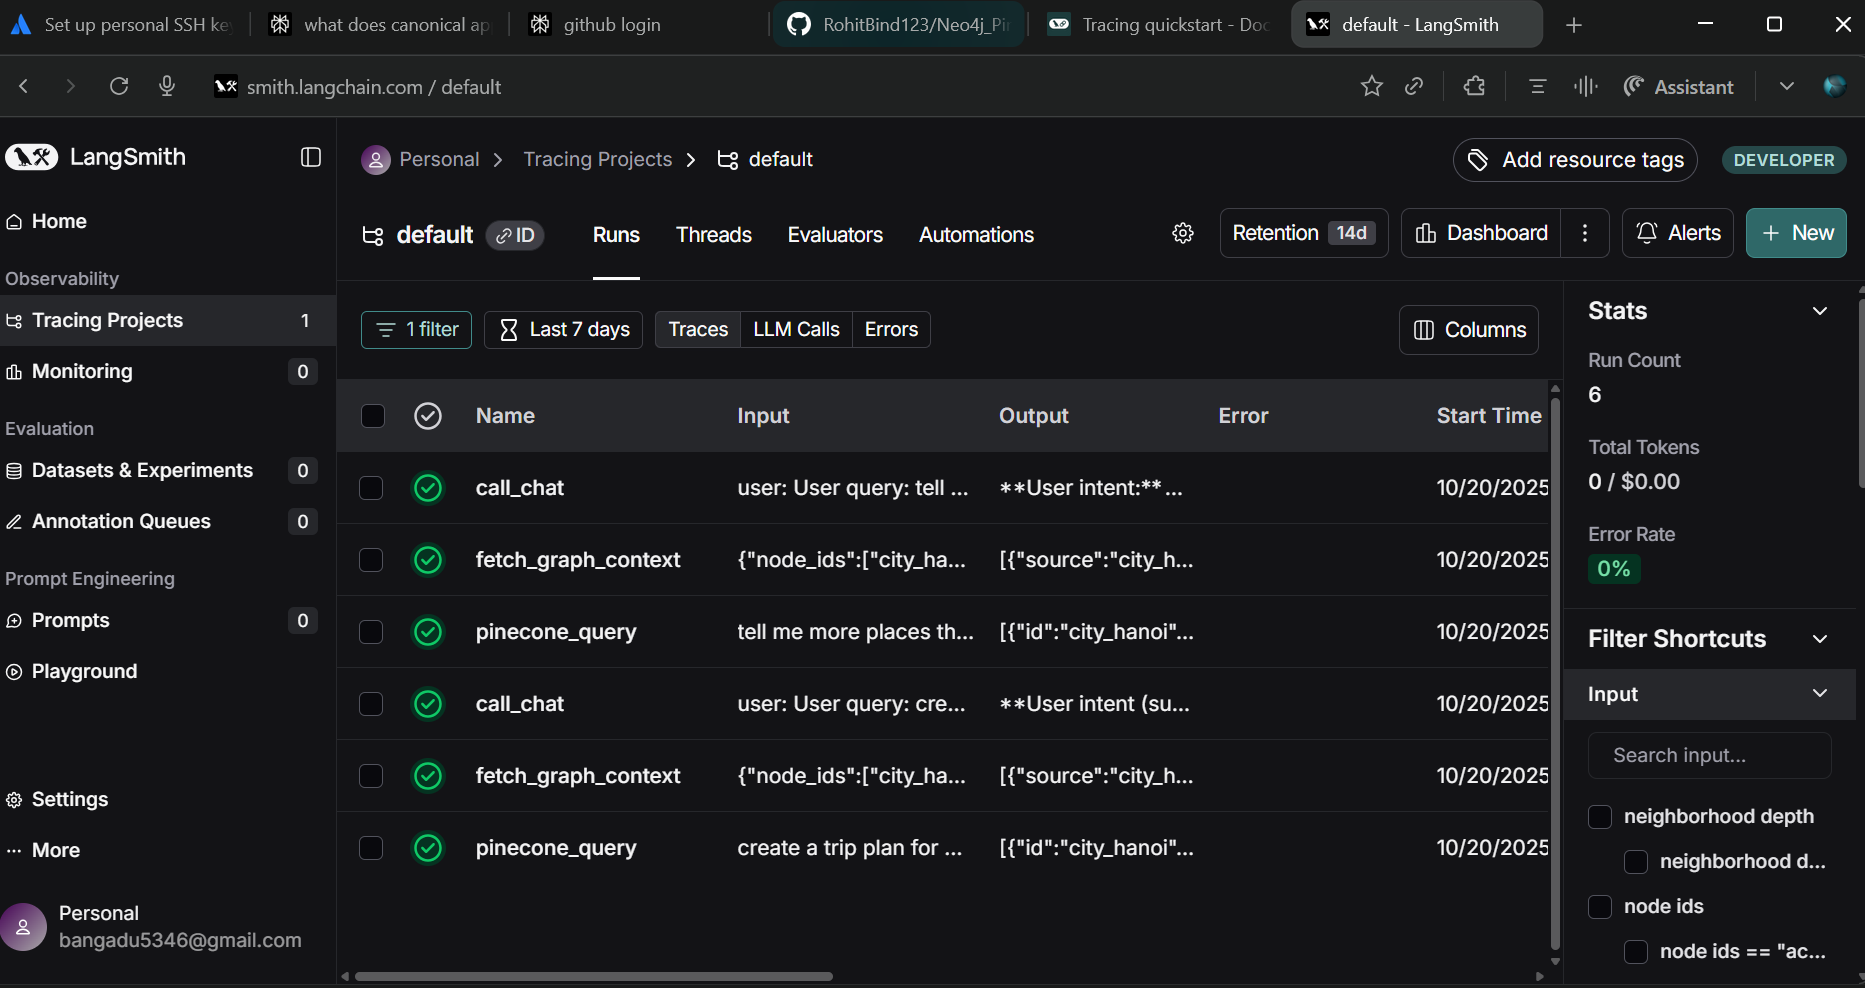 Set up personal SSH ke
what does canonical ap
github login
RohitBind123/Neo4j_Pi
Tracing quickstart - Doc
default - LangSmith
smith.langchain.com / default
Assistant
LangSmith
Personal
Tracing Projects
default
Add resource tags
DEVELOPER
Home
default
ID
Runs
Threads
Evaluators
Automations
Retention 14d
Dashboard
Alerts
+ New
Observability
Tracing Projects 1
Monitoring 0
Evaluation
Datasets & Experiments 0
Annotation Queues 0
Prompt Engineering
Prompts 0
Playground
Settings
More
Personal
bangadu5346@gmail.com
1 filter
Last 7 days
Traces
LLM Calls
Errors
Columns
Name Input Output Error Start Time
call_chat user: User query: tell ... **User intent:** ... 10/20/2025
fetch_graph_context {"node_ids":["city_ha... [{"source":"city_h... 10/20/2025
pinecone_query tell me more places th... [{"id":"city_hanoi"... 10/20/2025
call_chat user: User query: cre... **User intent (su... 10/20/2025
fetch_graph_context {"node_ids":["city_ha... [{"source":"city_h... 10/20/2025
pinecone_query create a trip plan for ... [{"id":"city_hanoi"... 10/20/2025
Stats
Run Count
6
Total Tokens
0 / $0.00
Error Rate
0%
Filter Shortcuts
Input
Search input...
neighborhood depth
neighborhood d...
node ids
node ids == "ac...